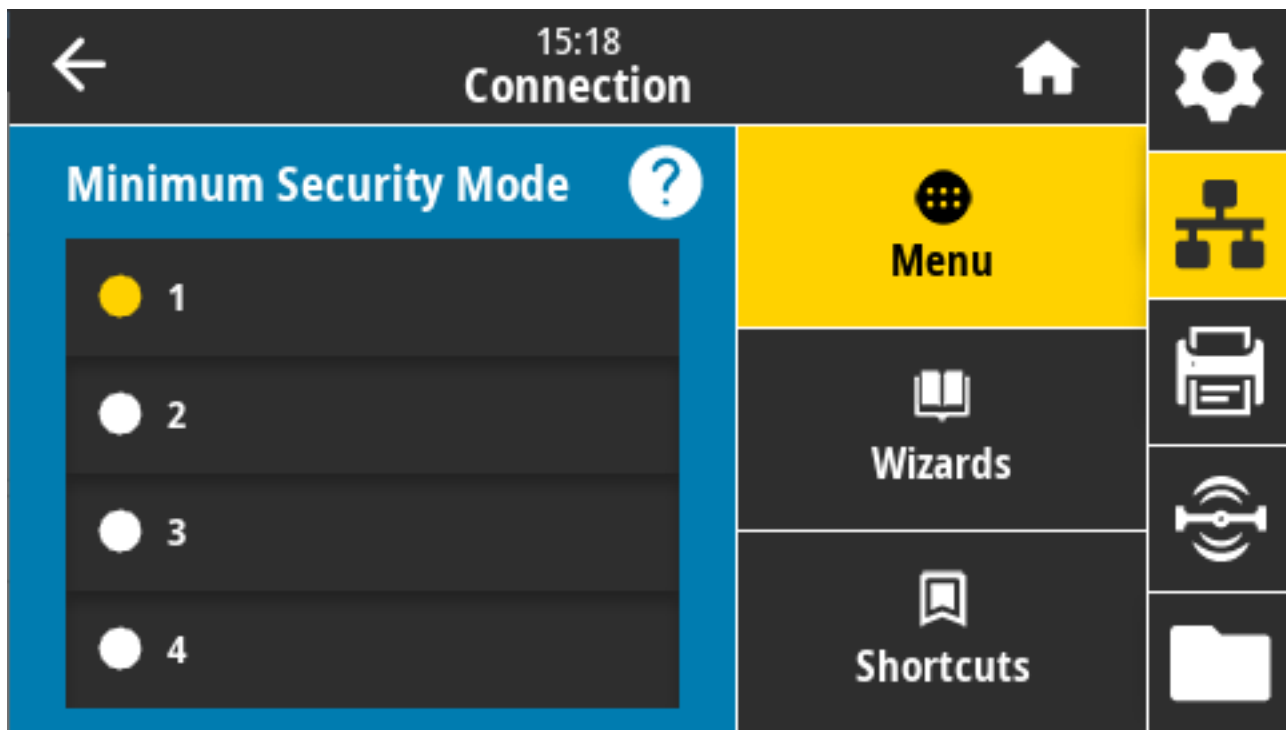 15:18
Connection
Minimum Security Mode ?
1
2
3
4
Menu
Wizards
Shortcuts